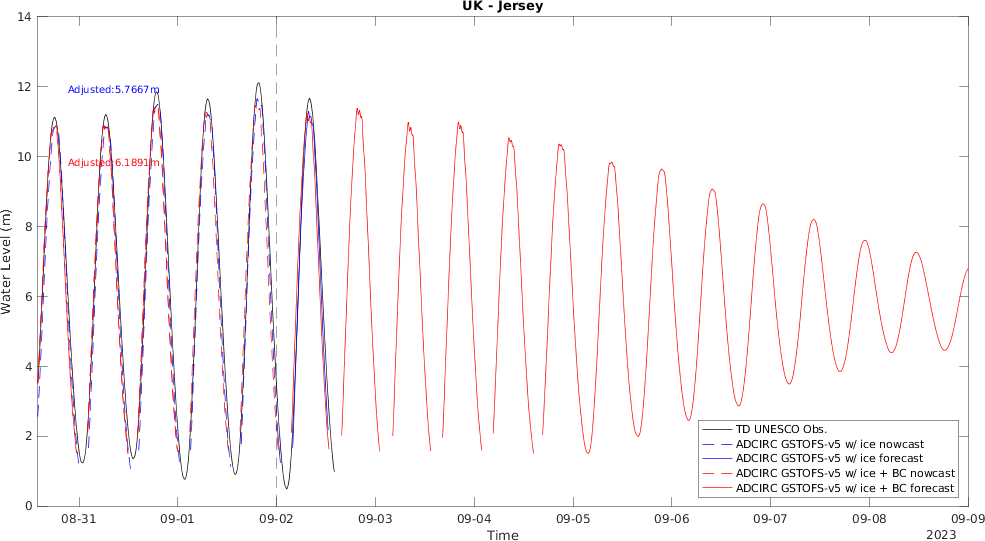 UK - Jersey
14
12
10
8
6
4
2
0
Water Level (m)
Adjusted:5.7667m
Adjusted:6.1891m
TD UNESCO Obs.
ADCIRC GSTOFS-v5 w/ ice nowcast
ADCIRC GSTOFS-v5 w/ ice forecast
ADCIRC GSTOFS-v5 w/ ice + BC nowcast
ADCIRC GSTOFS-v5 w/ ice + BC forecast
08-31 09-01 09-02 09-03 09-04 09-05 09-06 09-07 09-08 09-09
Time
2023